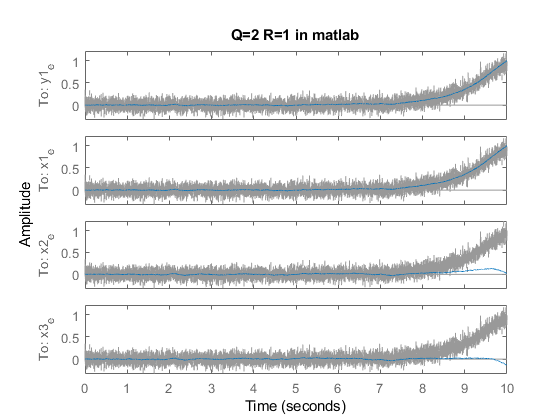 Q=2 R=1 in matlab
To: y1e
1
0.5
0
To: x1e
1
0.5
0
Amplitude
To: x2e
1
0.5
0
To: x3e
1
0.5
0
0 1 2 3 4 5 6 7 8 9 10
Time (seconds)